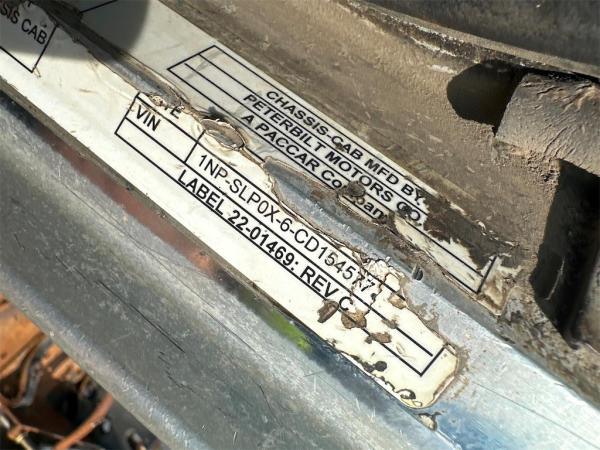 CHASSIS CAB
CHASSIS-CAB MFD BY.
PETERBILT MOTORS CO.
A PACCAR Company
VIN
1NP-SLP0X-6-CD154577
LABEL 22-01469: REV C